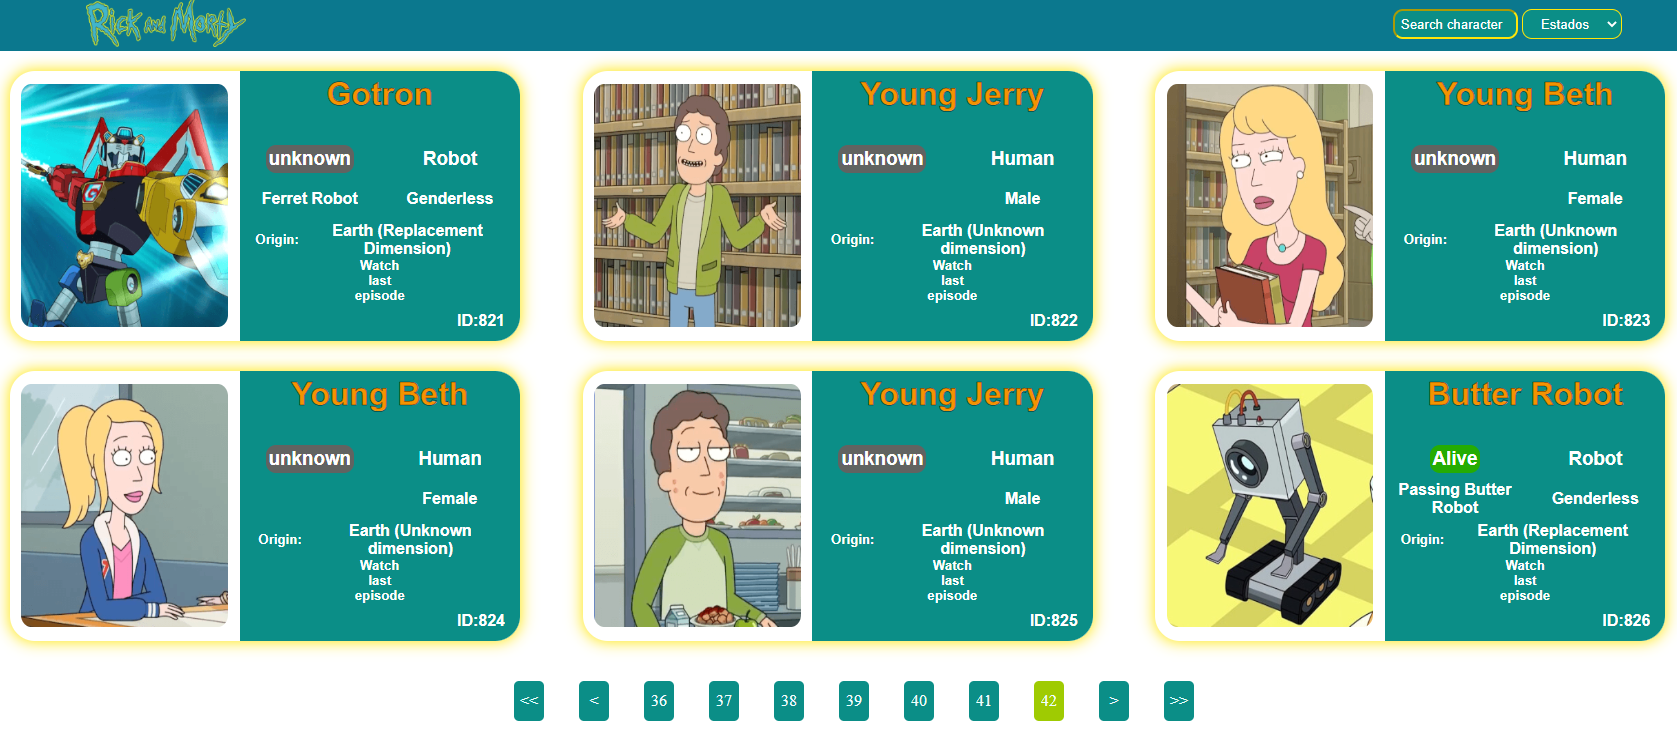 Rick and Morty
Search character
Estados
Gotron
unknown
Robot
Ferret Robot
Genderless
Origin:
Earth (Replacement
Dimension)
Watch
last
episode
ID:821
Young Jerry
unknown
Human
Male
Origin:
Earth (Unknown
dimension)
Watch
last
episode
ID:822
Young Beth
unknown
Human
Female
Origin:
Earth (Unknown
dimension)
Watch
last
episode
ID:823
Young Beth
unknown
Human
Female
Origin:
Earth (Unknown
dimension)
Watch
last
episode
ID:824
Young Jerry
unknown
Human
Male
Origin:
Earth (Unknown
dimension)
Watch
last
episode
ID:825
Butter Robot
Alive
Robot
Passing Butter
Robot
Genderless
Origin:
Earth (Replacement
Dimension)
Watch
last
episode
ID:826
<< < 36 37 38 39 40 41 42 > >>